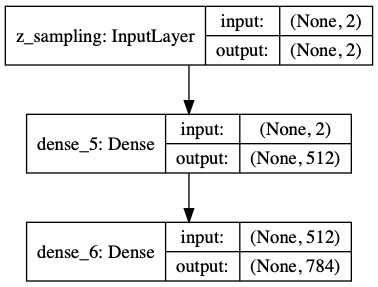 z_sampling: InputLayer
input: (None, 2)
output: (None, 2)
dense_5: Dense
input: (None, 2)
output: (None, 512)
dense_6: Dense
input: (None, 512)
output: (None, 784)